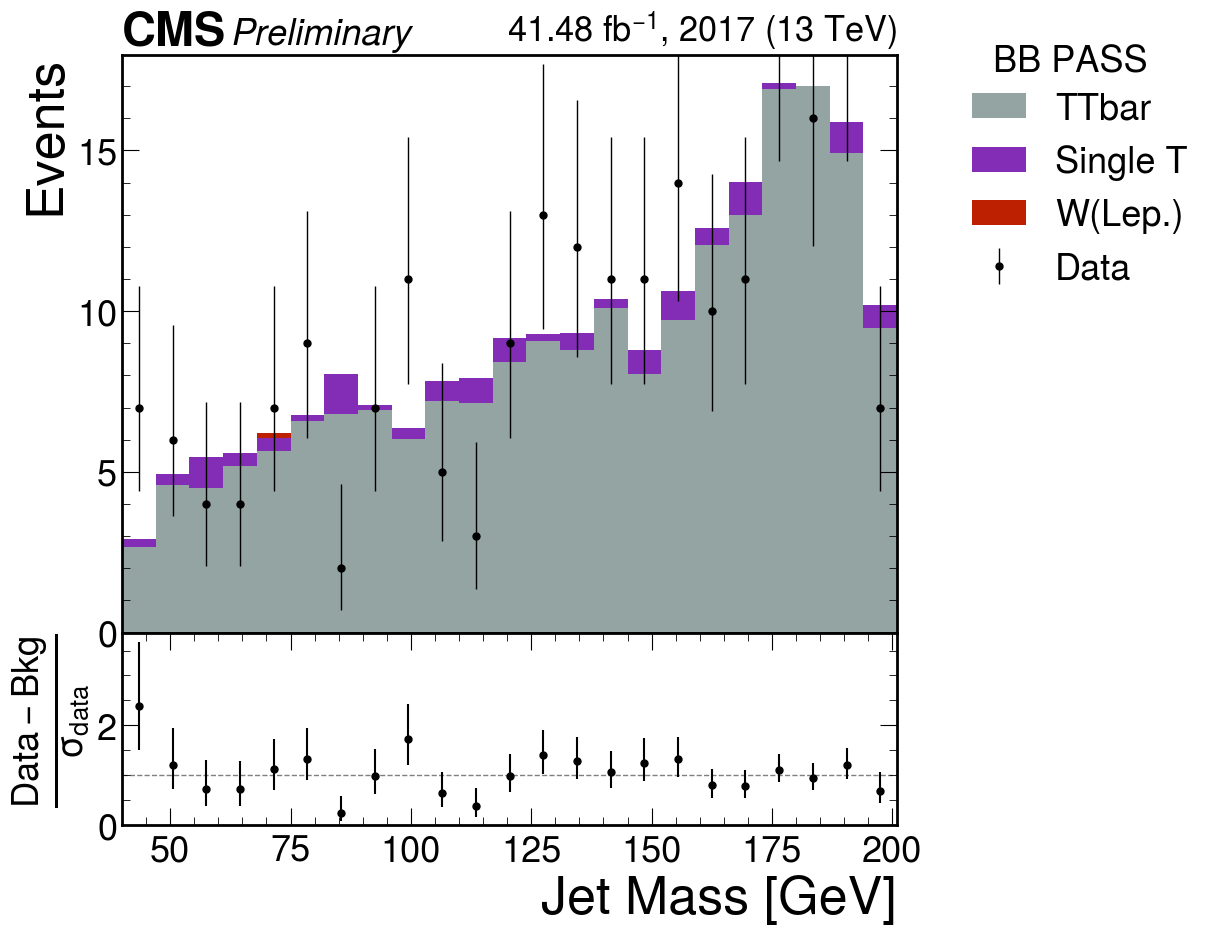 CMS Preliminary 41.48 fb⁻¹, 2017 (13 TeV)
BB PASS
TTbar
Single T
W(Lep.)
Data
Events
15
10
5
0
Data − Bkg
σdata
2
0
50 75 100 125 150 175 200
Jet Mass [GeV]